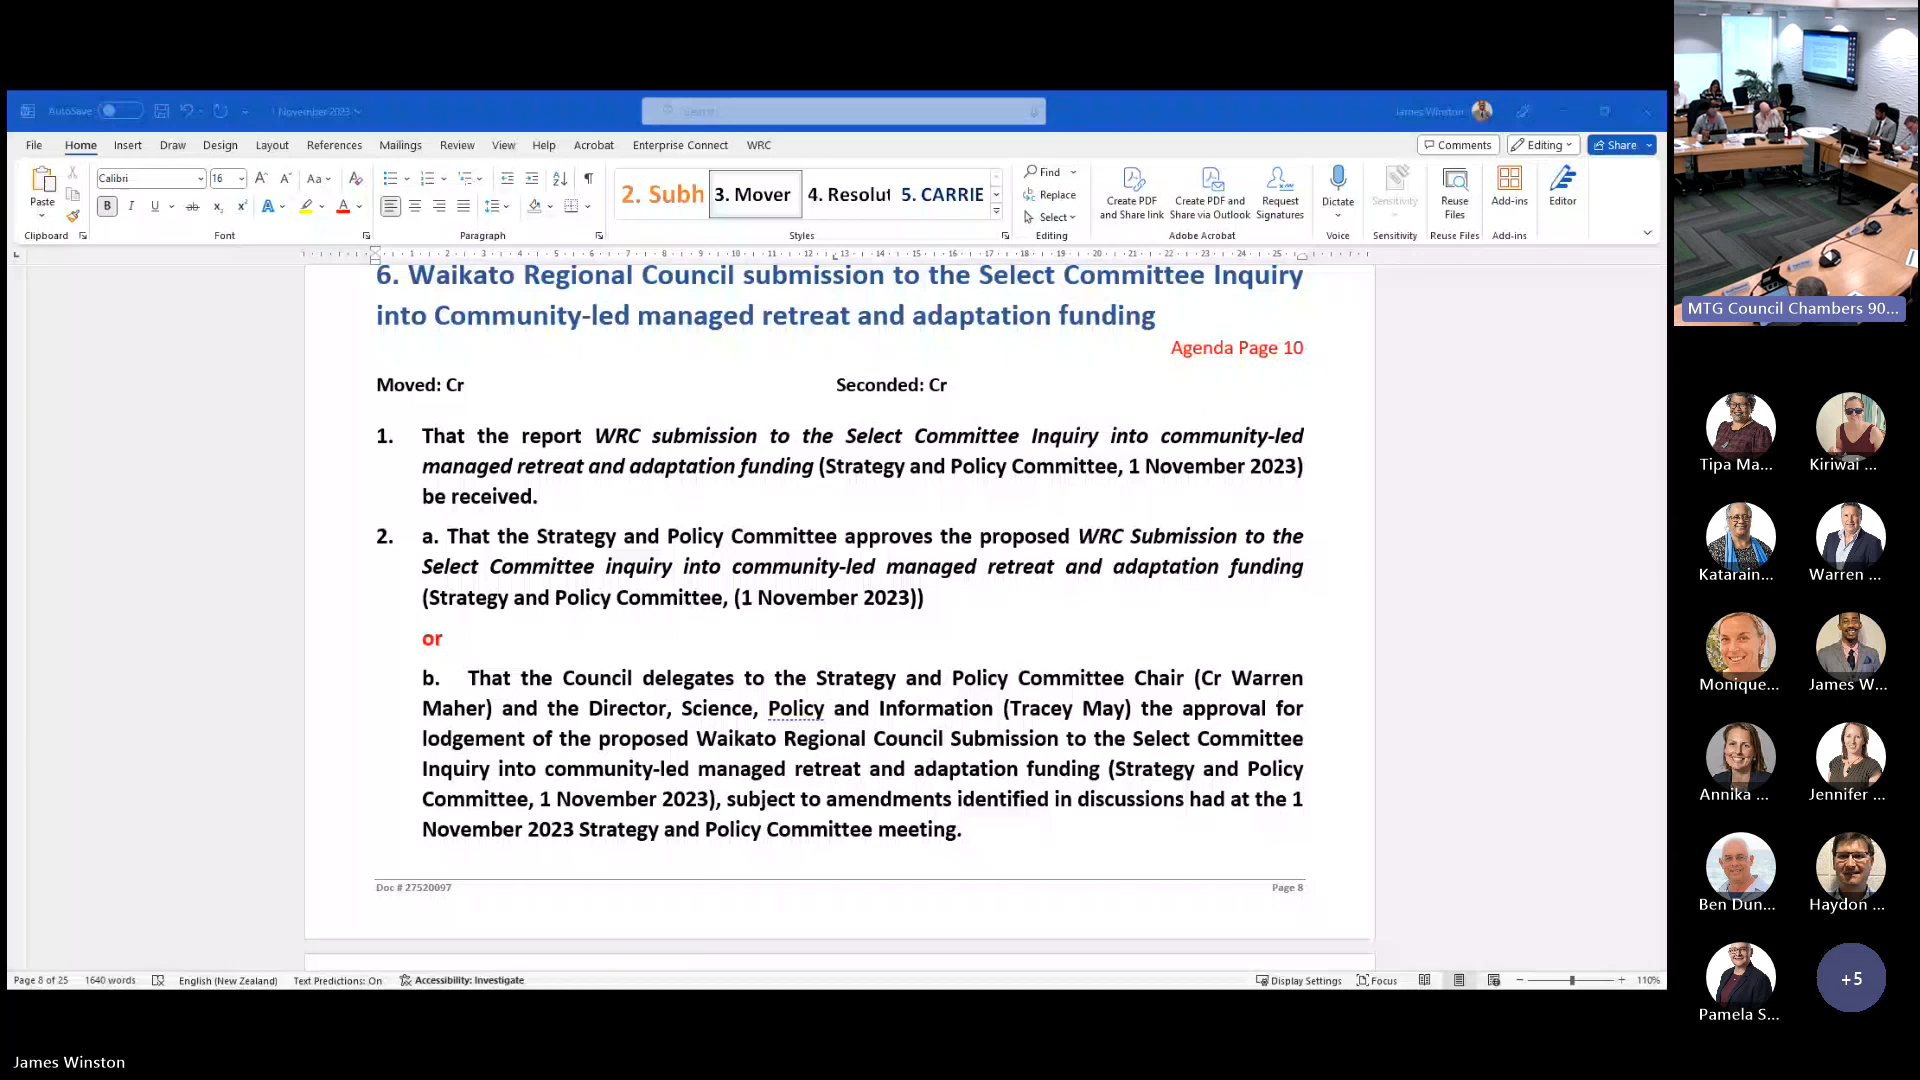 AutoSave
1 November 2023
Search
James Winston
File Home Insert Draw Design Layout References Mailings Review View Help Acrobat Enterprise Connect WRC
Comments Editing Share
Paste
Calibri 16
2. Subh 3. Mover 4. Resolut 5. CARRIE
Find
Replace
Select
Create PDF and Share link
Create PDF and Share via Outlook
Request Signatures
Dictate
Sensitivity
Reuse Files
Add-ins
Editor
Clipboard Font Paragraph Styles Editing Adobe Acrobat Voice Sensitivity Reuse Files Add-ins
6. Waikato Regional Council submission to the Select Committee Inquiry
into Community-led managed retreat and adaptation funding
Agenda Page 10
Moved: Cr Seconded: Cr
1. That the report WRC submission to the Select Committee Inquiry into community-led
managed retreat and adaptation funding (Strategy and Policy Committee, 1 November 2023)
be received.
2. a. That the Strategy and Policy Committee approves the proposed WRC Submission to the
Select Committee inquiry into community-led managed retreat and adaptation funding
(Strategy and Policy Committee, (1 November 2023))
or
b. That the Council delegates to the Strategy and Policy Committee Chair (Cr Warren
Maher) and the Director, Science, Policy and Information (Tracey May) the approval for
lodgement of the proposed Waikato Regional Council Submission to the Select Committee
Inquiry into community-led managed retreat and adaptation funding (Strategy and Policy
Committee, 1 November 2023), subject to amendments identified in discussions had at the 1
November 2023 Strategy and Policy Committee meeting.
Doc # 27520097 Page 8
Page 8 of 25 1640 words English (New Zealand) Text Predictions: On Accessibility: Investigate Display Settings Focus 110%
MTG Council Chambers 90...
Tipa Ma... Kiriwai ...
Katarain... Warren ...
Monique... James W...
Annika ... Jennifer ...
Ben Dun... Haydon ...
Pamela S... +5
James Winston